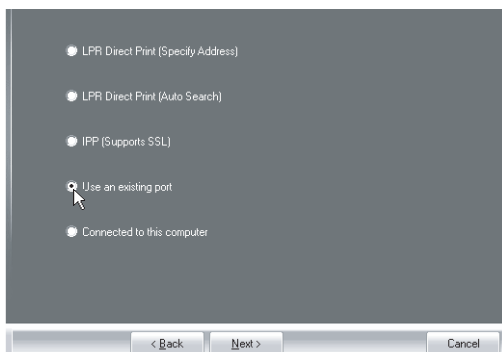 LPR Direct Print (Specify Address)
LPR Direct Print (Auto Search)
IPP (Supports SSL)
Use an existing port
Connected to this computer
< Back Next > Cancel